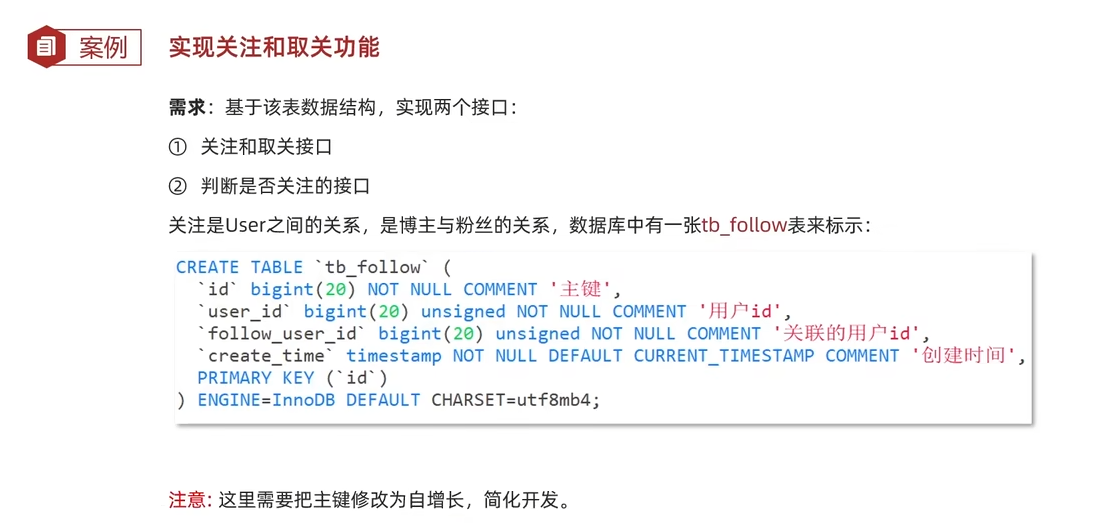 案例
实现关注和取关功能
需求：基于该表数据结构，实现两个接口：
① 关注和取关接口
② 判断是否关注的接口
关注是User之间的关系，是博主与粉丝的关系，数据库中有一张tb_follow表来标示：
CREATE TABLE `tb_follow` (
`id` bigint(20) NOT NULL COMMENT '主键',
`user_id` bigint(20) unsigned NOT NULL COMMENT '用户id',
`follow_user_id` bigint(20) unsigned NOT NULL COMMENT '关联的用户id',
`create_time` timestamp NOT NULL DEFAULT CURRENT_TIMESTAMP COMMENT '创建时间',
PRIMARY KEY (`id`)
) ENGINE=InnoDB DEFAULT CHARSET=utf8mb4;
注意: 这里需要把主键修改为自增长，简化开发。